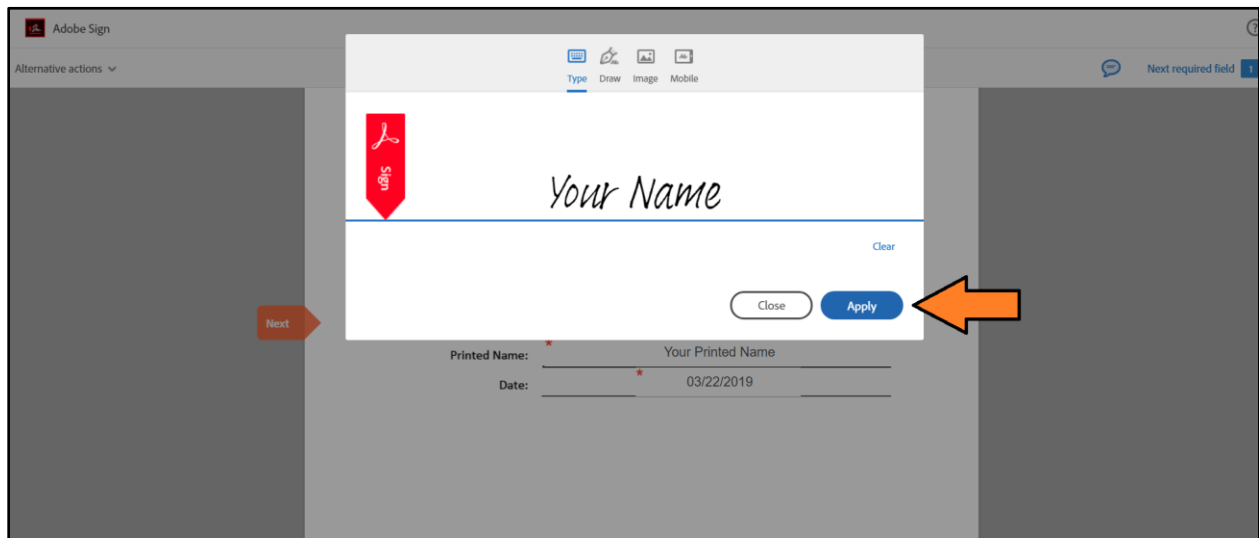 Adobe Sign
Alternative actions
Next required field 1
Type Draw Image Mobile
Sign
Your Name
Clear
Close Apply
Next
Printed Name: * Your Printed Name
Date: * 03/22/2019